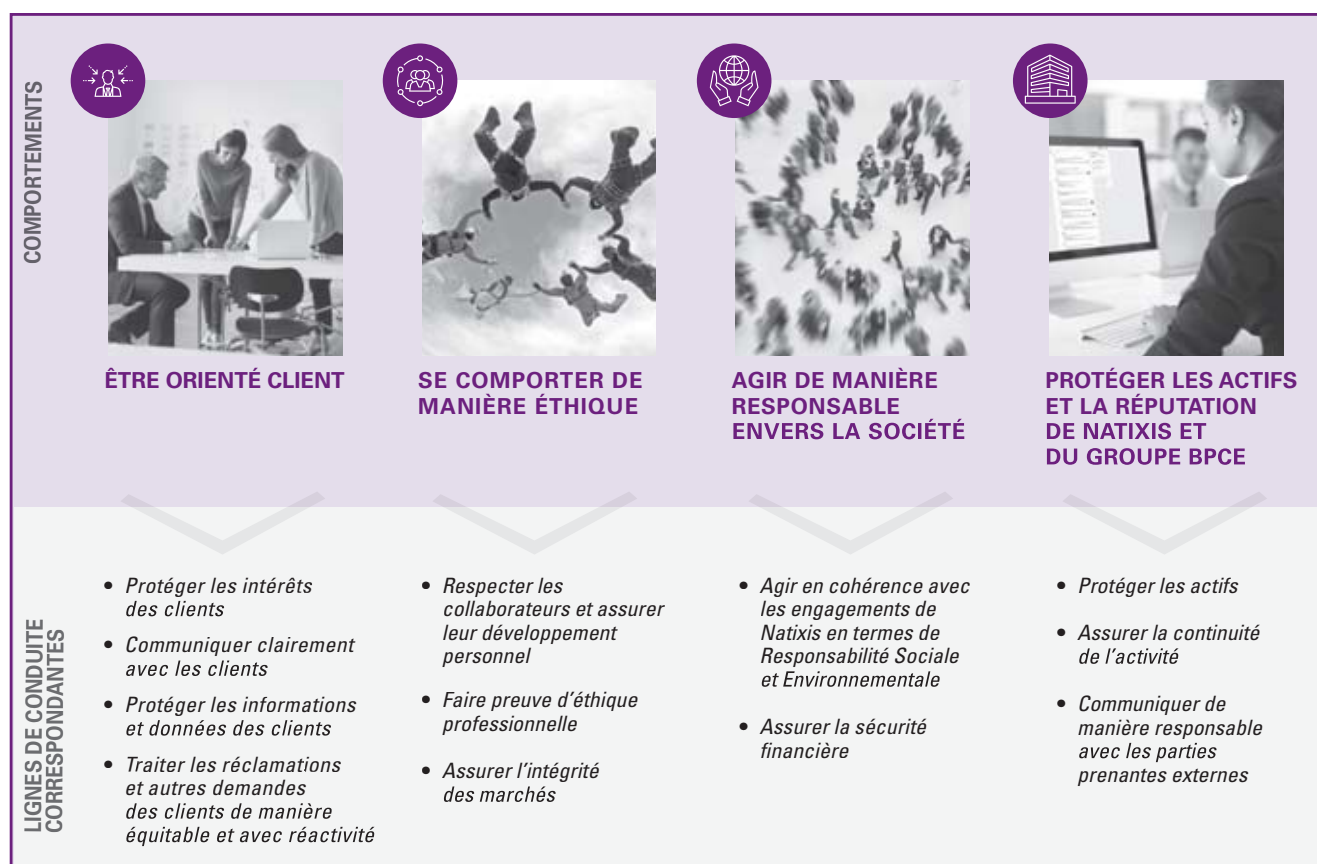 COMPORTEMENTS
ÊTRE ORIENTÉ CLIENT
SE COMPORTER DE
MANIÈRE ÉTHIQUE
AGIR DE MANIÈRE
RESPONSABLE
ENVERS LA SOCIÉTÉ
PROTÉGER LES ACTIFS
ET LA RÉPUTATION
DE NATIXIS ET
DU GROUPE BPCE
LIGNES DE CONDUITE
CORRESPONDANTES
• Protéger les intérêts
des clients
• Communiquer clairement
avec les clients
• Protéger les informations
et données des clients
• Traiter les réclamations
et autres demandes
des clients de manière
équitable et avec réactivité
• Respecter les
collaborateurs et assurer
leur développement
personnel
• Faire preuve d’éthique
professionnelle
• Assurer l’intégrité
des marchés
• Agir en cohérence avec
les engagements de
Natixis en termes de
Responsabilité Sociale
et Environnementale
• Assurer la sécurité
financière
• Protéger les actifs
• Assurer la continuité
de l’activité
• Communiquer de
manière responsable
avec les parties
prenantes externes